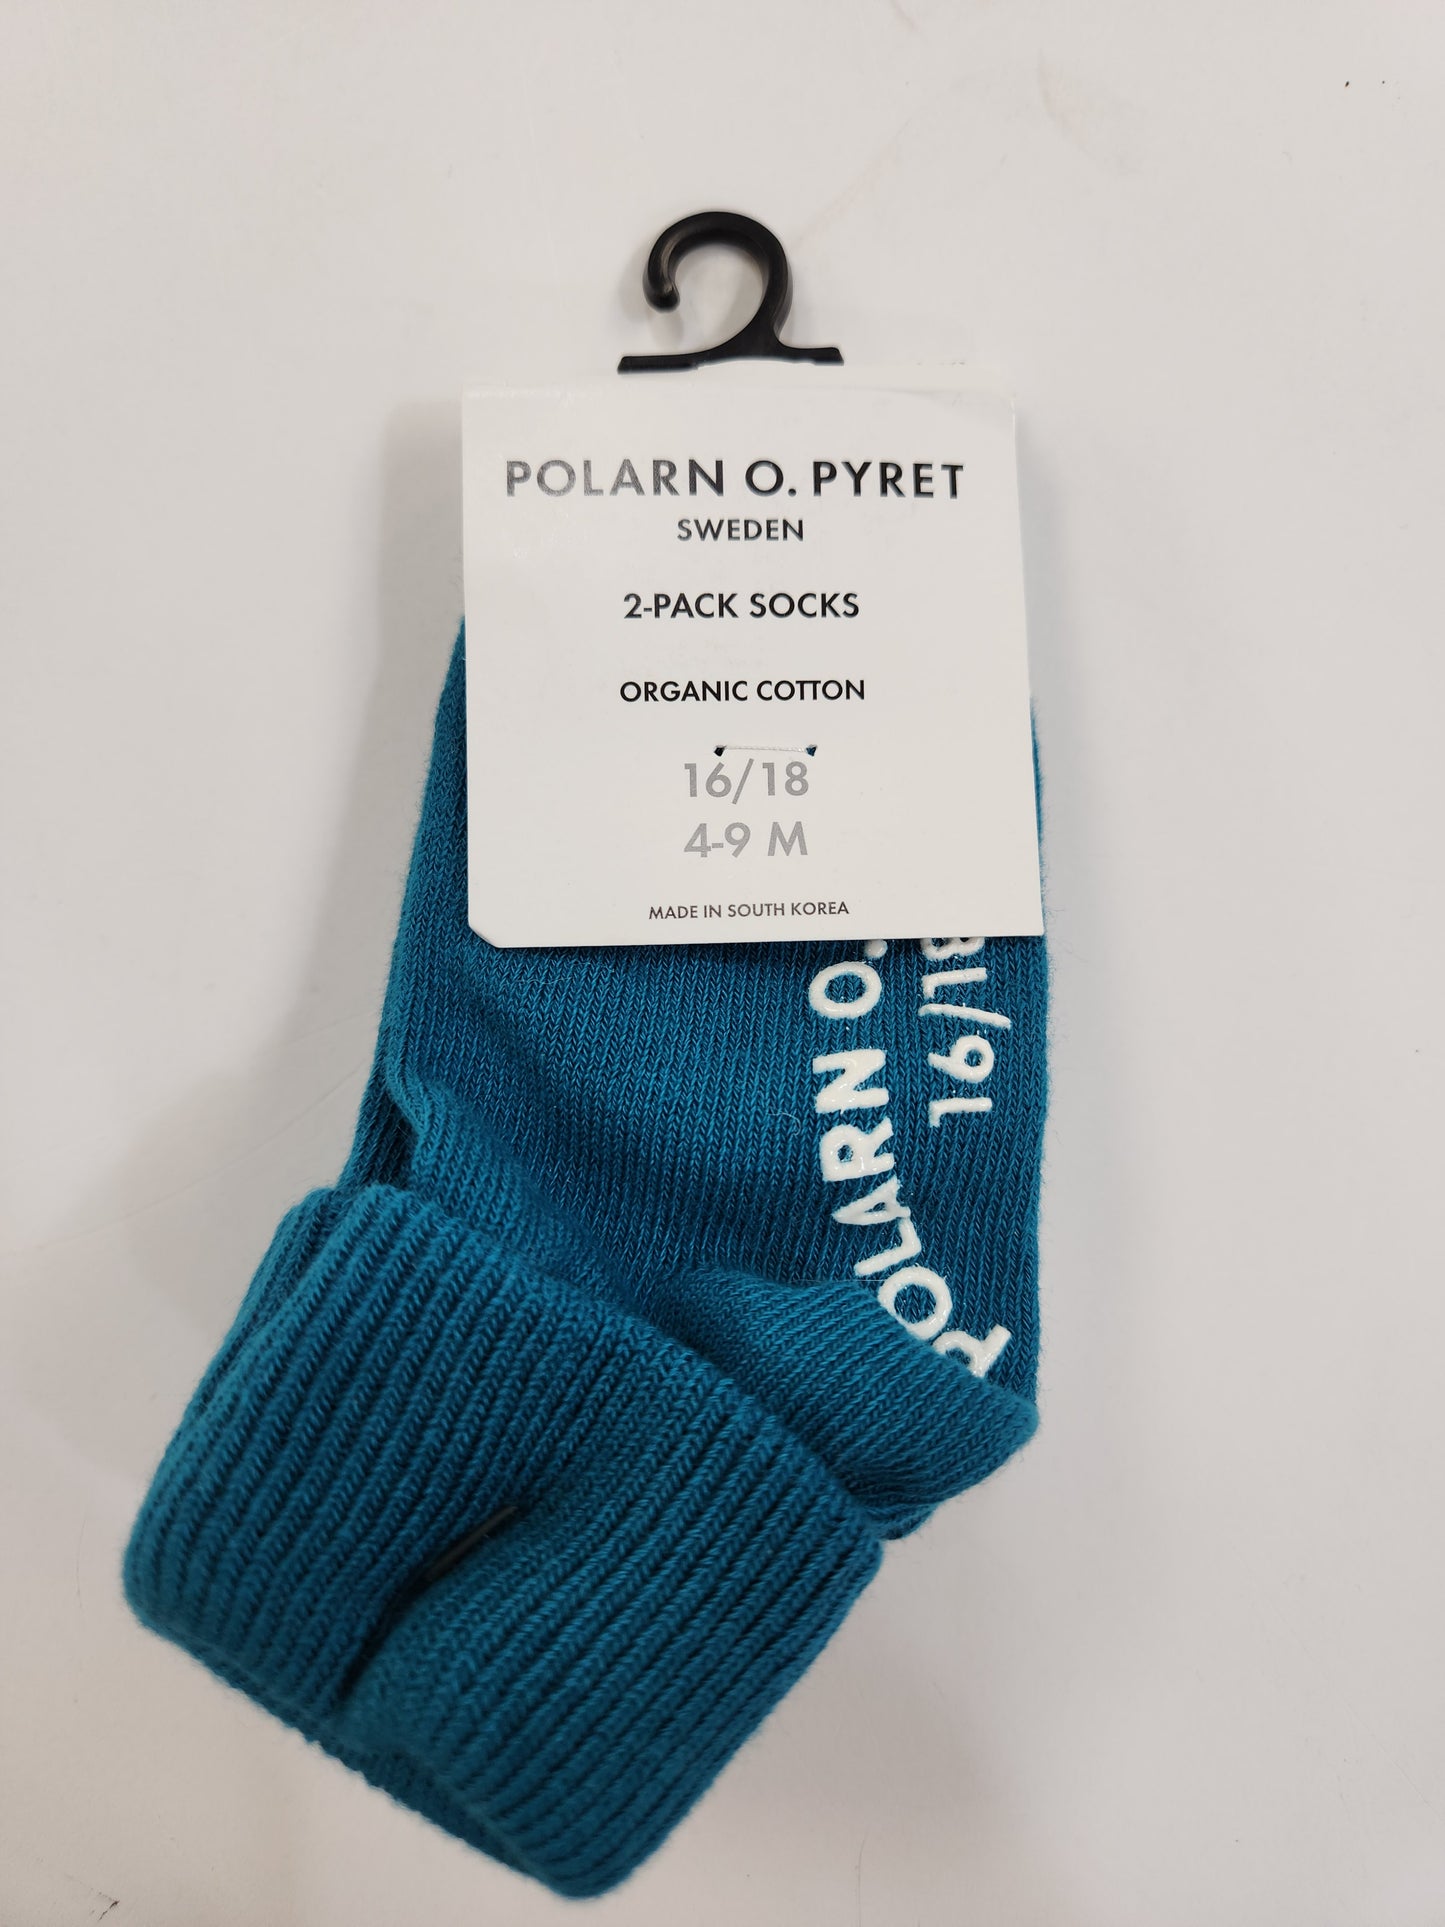 POLARN O. PYRET
SWEDEN
2-PACK SOCKS
ORGANIC COTTON
16/18
4-9 M
MADE IN SOUTH KOREA
POLARN O.
16/18